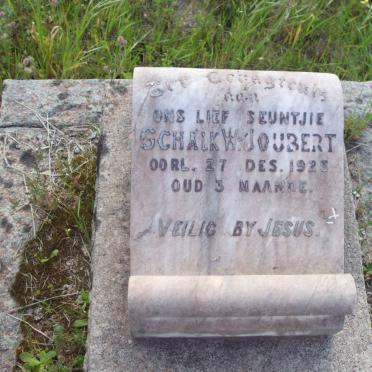 Ter Gedagtenis
aan
ONS LIEF SEUNTJIE
SCHALK W. JOUBERT
OORL. 27 DES. 1923
OUD 3 MAANDE.
VEILIG BY JESUS.